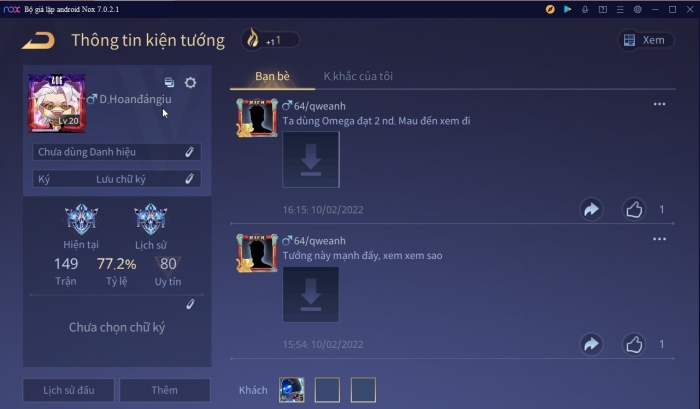 nox Bộ giả lập android Nox 7.0.2.1
Thông tin kiện tướng
+11
Xem
Bạn bè
K.khắc của tôi
Lv 20
D.Hoanđángiu
Chưa dùng Danh hiệu
Ký Lưu chữ ký
Hiện tại
Lịch sử
149
77.2%
80
Trận
Tỷ lệ
Uy tín
Chưa chọn chữ ký
Lịch sử đấu
Thêm
64/qweanh
Ta dùng Omega đạt 2 nd. Mau đến xem đi
16:15: 10/02/2022
1
64/qweanh
Tướng này mạnh đấy, xem xem sao
15:54: 10/02/2022
1
Khách